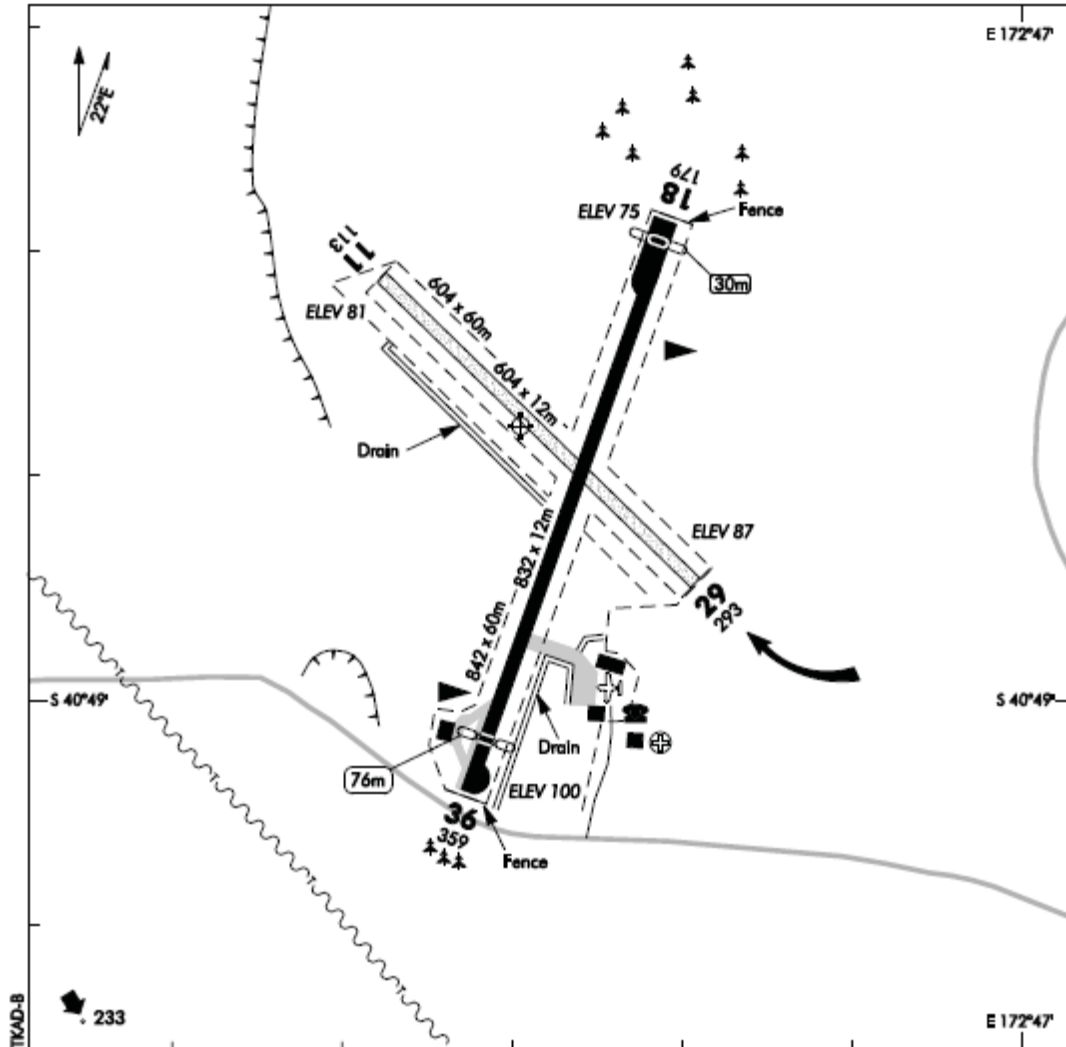 E 172°47'
22°E
179
18
ELEV 75
Fence
113
11
30m
604 x 60m
ELEV 81
604 x 12m
Drain
ELEV 87
832 x 12m
29
293
842 x 60m
S 40°49'
S 40°49'
Drain
76m
ELEV 100
36
359
Fence
TKAD-B
233
E 172°47'